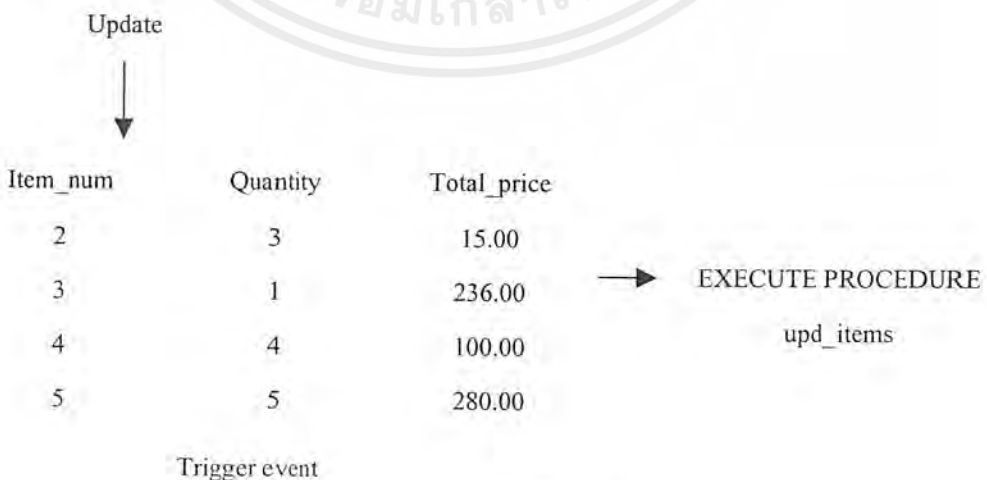 Update
Item_num Quantity Total_price
2 3 15.00
3 1 236.00
4 4 100.00
5 5 280.00
EXECUTE PROCEDURE
upd_items
Trigger event